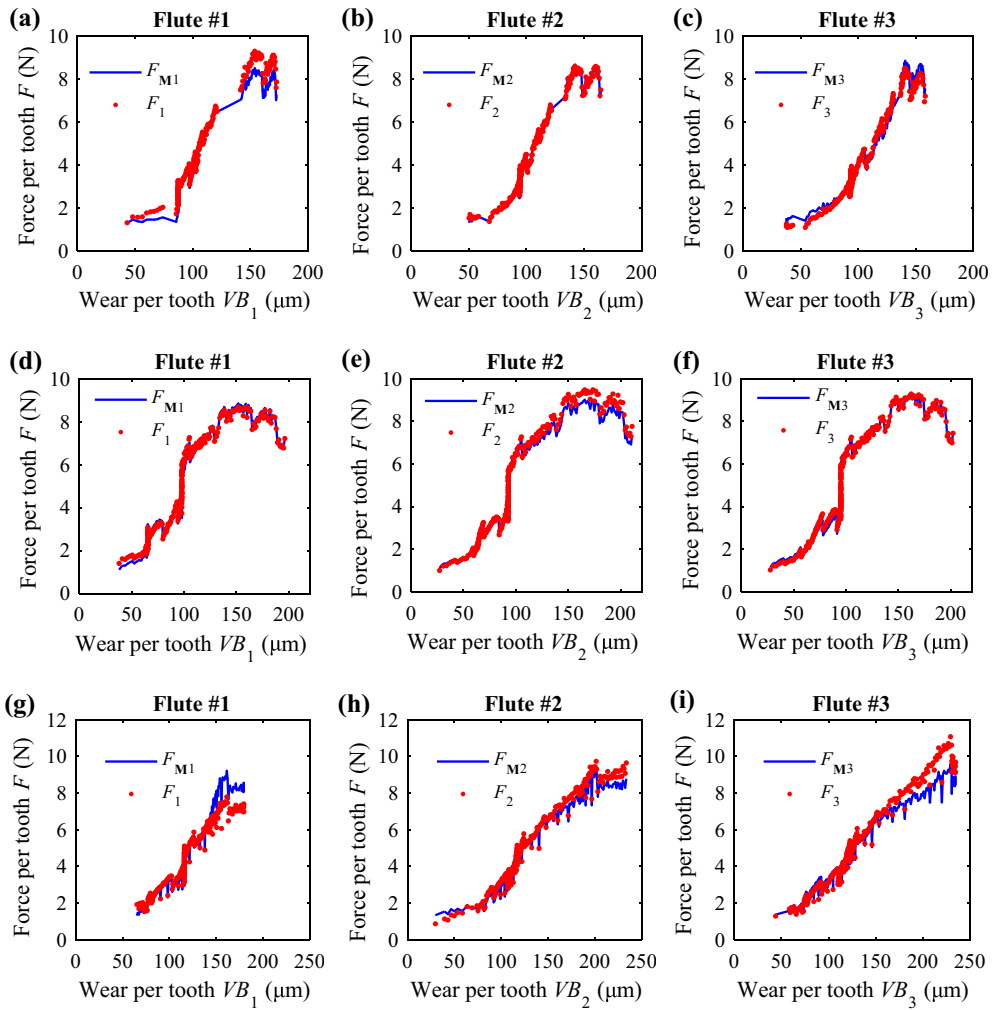 (a) Flute #1
Force per tooth F (N)
10
8
6
4
2
0
F_M1
F_1
0 50 100 150 200
Wear per tooth VB_1 (μm)
(b) Flute #2
Force per tooth F (N)
10
8
6
4
2
0
F_M2
F_2
0 50 100 150 200
Wear per tooth VB_2 (μm)
(c) Flute #3
Force per tooth F (N)
10
8
6
4
2
0
F_M3
F_3
0 50 100 150 200
Wear per tooth VB_3 (μm)
(d) Flute #1
Force per tooth F (N)
10
8
6
4
2
0
F_M1
F_1
0 50 100 150 200
Wear per tooth VB_1 (μm)
(e) Flute #2
Force per tooth F (N)
10
8
6
4
2
0
F_M2
F_2
0 50 100 150 200
Wear per tooth VB_2 (μm)
(f) Flute #3
Force per tooth F (N)
10
8
6
4
2
0
F_M3
F_3
0 50 100 150 200
Wear per tooth VB_3 (μm)
(g) Flute #1
Force per tooth F (N)
12
10
8
6
4
2
0
F_M1
F_1
0 50 100 150 200 250
Wear per tooth VB_1 (μm)
(h) Flute #2
Force per tooth F (N)
12
10
8
6
4
2
0
F_M2
F_2
0 50 100 150 200 250
Wear per tooth VB_2 (μm)
(i) Flute #3
Force per tooth F (N)
12
10
8
6
4
2
0
F_M3
F_3
0 50 100 150 200 250
Wear per tooth VB_3 (μm)